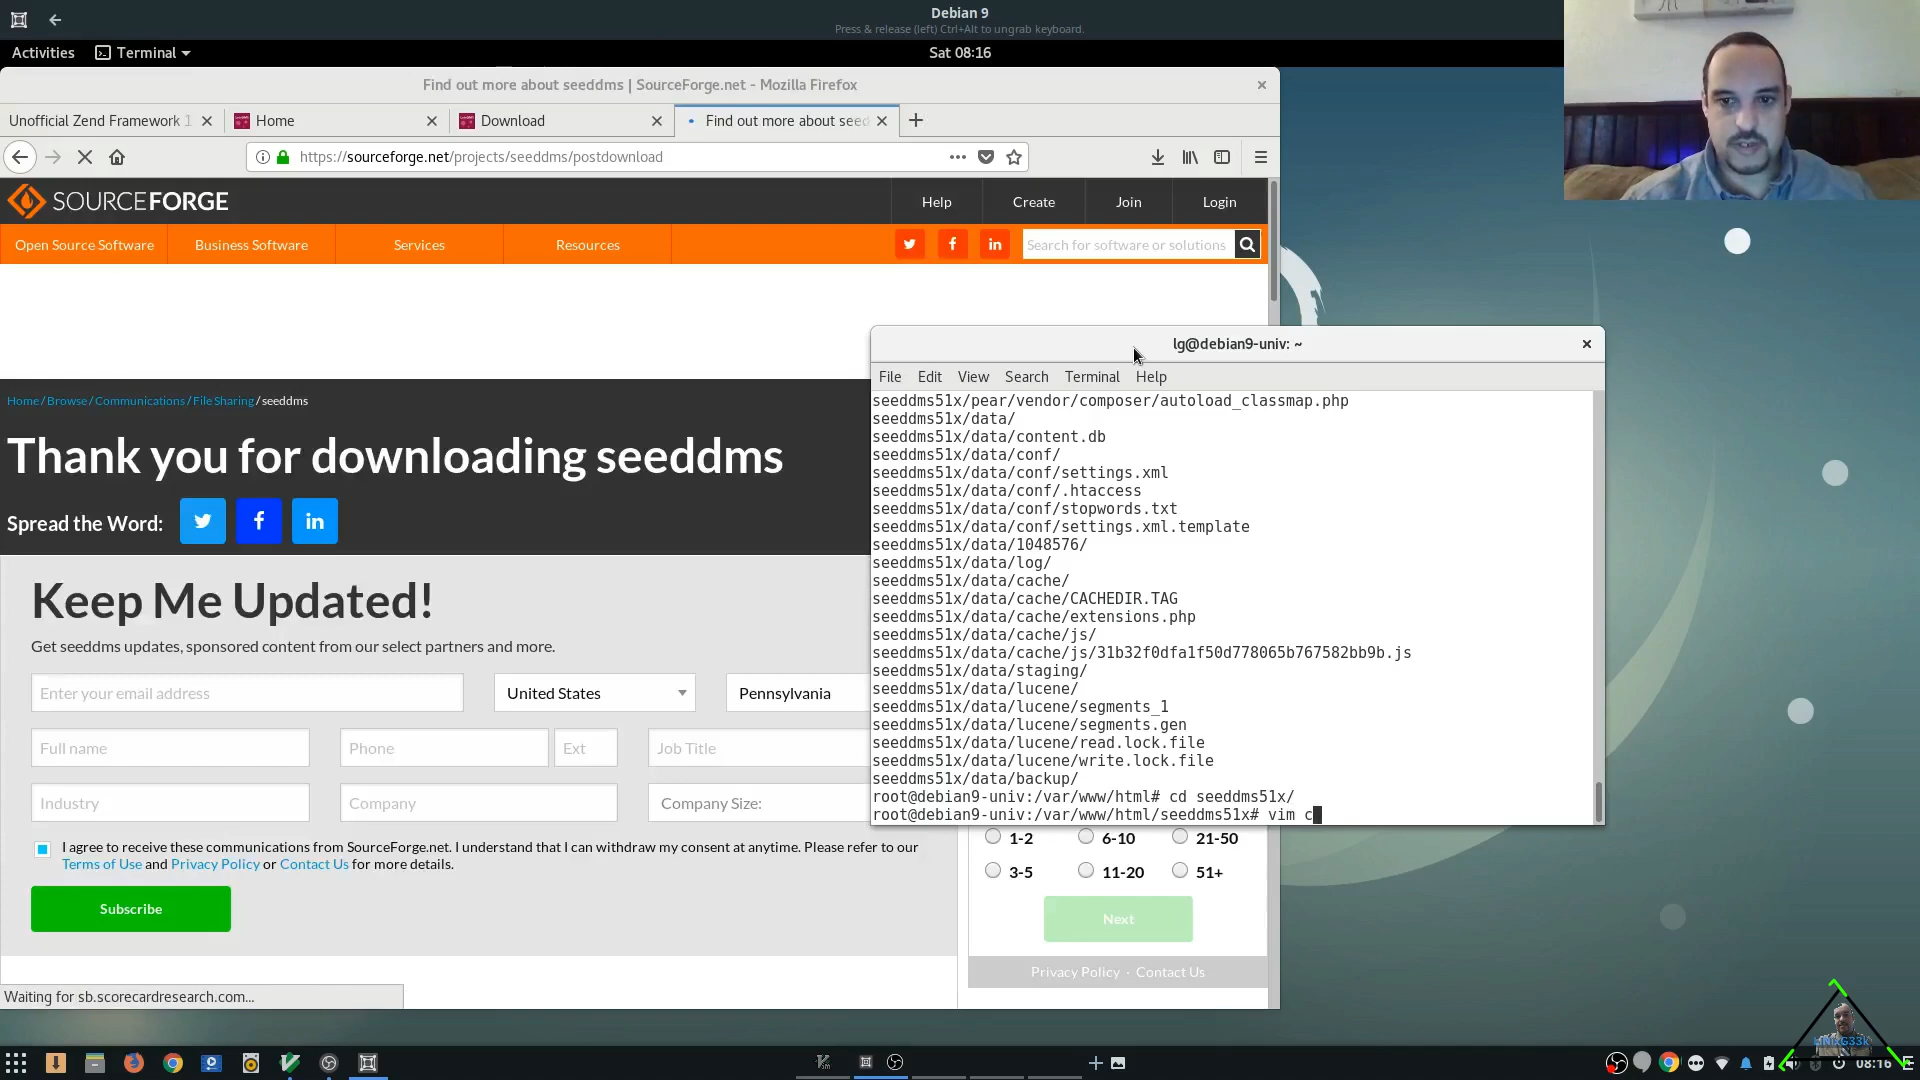 Debian 9
Press & release (left) Ctrl+Alt to ungrab keyboard.
Activities
Terminal
Sat 08:16
Find out more about seeddms | SourceForge.net - Mozilla Firefox
Unofficial Zend Framework 1
Home
Download
Find out more about seed
https://sourceforge.net/projects/seeddms/postdownload
SOURCEFORGE
Help
Create
Join
Login
Open Source Software
Business Software
Services
Resources
Search for software or solutions
Home / Browse / Communications / File Sharing / seeddms
Thank you for downloading seeddms
Spread the Word:
Keep Me Updated!
Get seeddms updates, sponsored content from our select partners and more.
Enter your email address
United States
Pennsylvania
Full name
Phone
Ext
Job Title
Industry
Company
Company Size:
I agree to receive these communications from SourceForge.net. I understand that I can withdraw my consent at anytime. Please refer to our
Terms of Use and Privacy Policy or Contact Us for more details.
Subscribe
lg@debian9-univ: ~
File Edit View Search Terminal Help
seeddms51x/pear/vendor/composer/autoload_classmap.php
seeddms51x/data/
seeddms51x/data/content.db
seeddms51x/data/conf/
seeddms51x/data/conf/settings.xml
seeddms51x/data/conf/.htaccess
seeddms51x/data/conf/stopwords.txt
seeddms51x/data/conf/settings.xml.template
seeddms51x/data/1048576/
seeddms51x/data/log/
seeddms51x/data/cache/
seeddms51x/data/cache/CACHEDIR.TAG
seeddms51x/data/cache/extensions.php
seeddms51x/data/cache/js/
seeddms51x/data/cache/js/31b32f0dfa1f50d778065b767582bb9b.js
seeddms51x/data/staging/
seeddms51x/data/lucene/
seeddms51x/data/lucene/segments_1
seeddms51x/data/lucene/segments.gen
seeddms51x/data/lucene/read.lock.file
seeddms51x/data/lucene/write.lock.file
seeddms51x/data/backup/
root@debian9-univ:/var/www/html# cd seeddms51x/
root@debian9-univ:/var/www/html/seeddms51x# vim c
1-2
6-10
21-50
3-5
11-20
51+
Next
Privacy Policy · Contact Us
Waiting for sb.scorecardresearch.com...
08:16